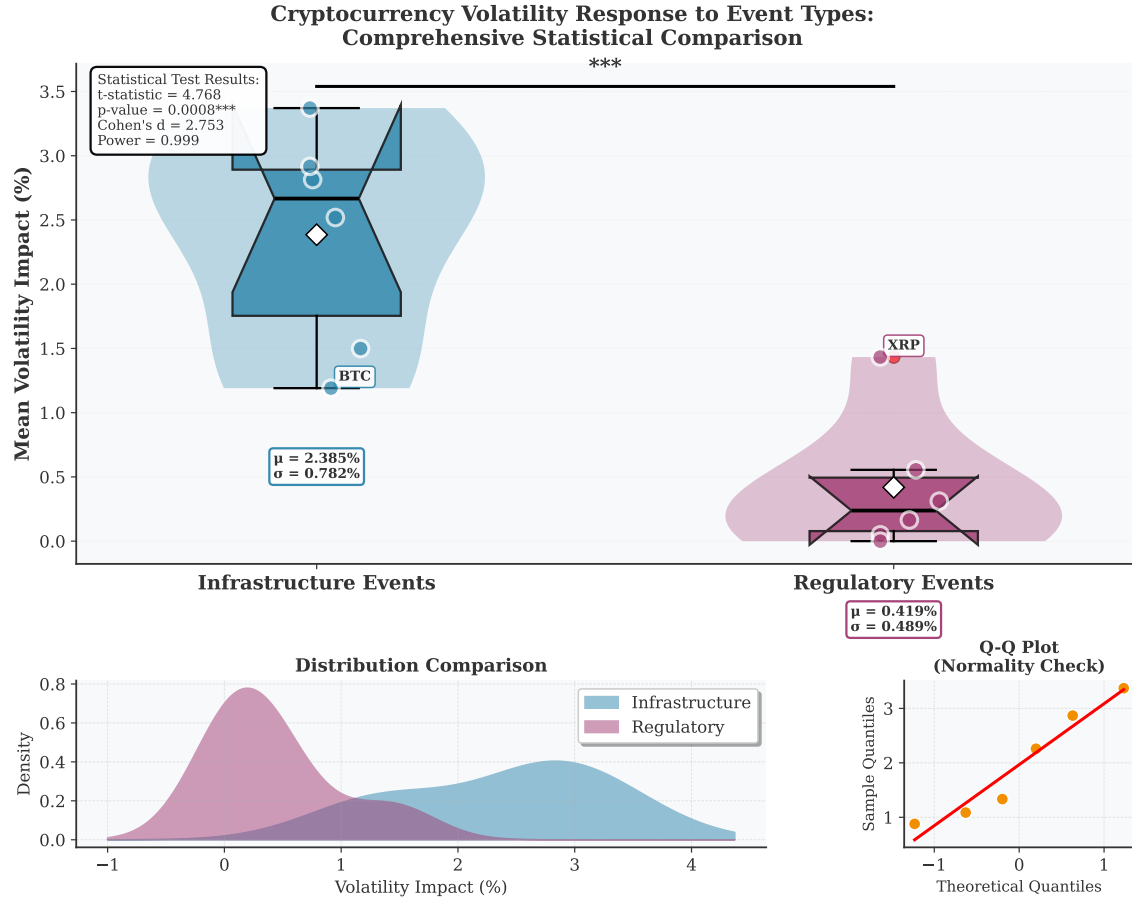 Cryptocurrency Volatility Response to Event Types:
Comprehensive Statistical Comparison
***
Statistical Test Results:
t-statistic = 4.768
p-value = 0.0008***
Cohen's d = 2.753
Power = 0.999
Mean Volatility Impact (%)
3.5
3.0
2.5
2.0
1.5
1.0
0.5
0.0
BTC
XRP
μ = 2.385%
σ = 0.782%
Infrastructure Events
Regulatory Events
μ = 0.419%
σ = 0.489%
Distribution Comparison
Density
0.8
0.6
0.4
0.2
0.0
Infrastructure
Regulatory
−1
0
1
2
3
4
Volatility Impact (%)
Q-Q Plot
(Normality Check)
Sample Quantiles
3
2
1
−1
0
1
Theoretical Quantiles